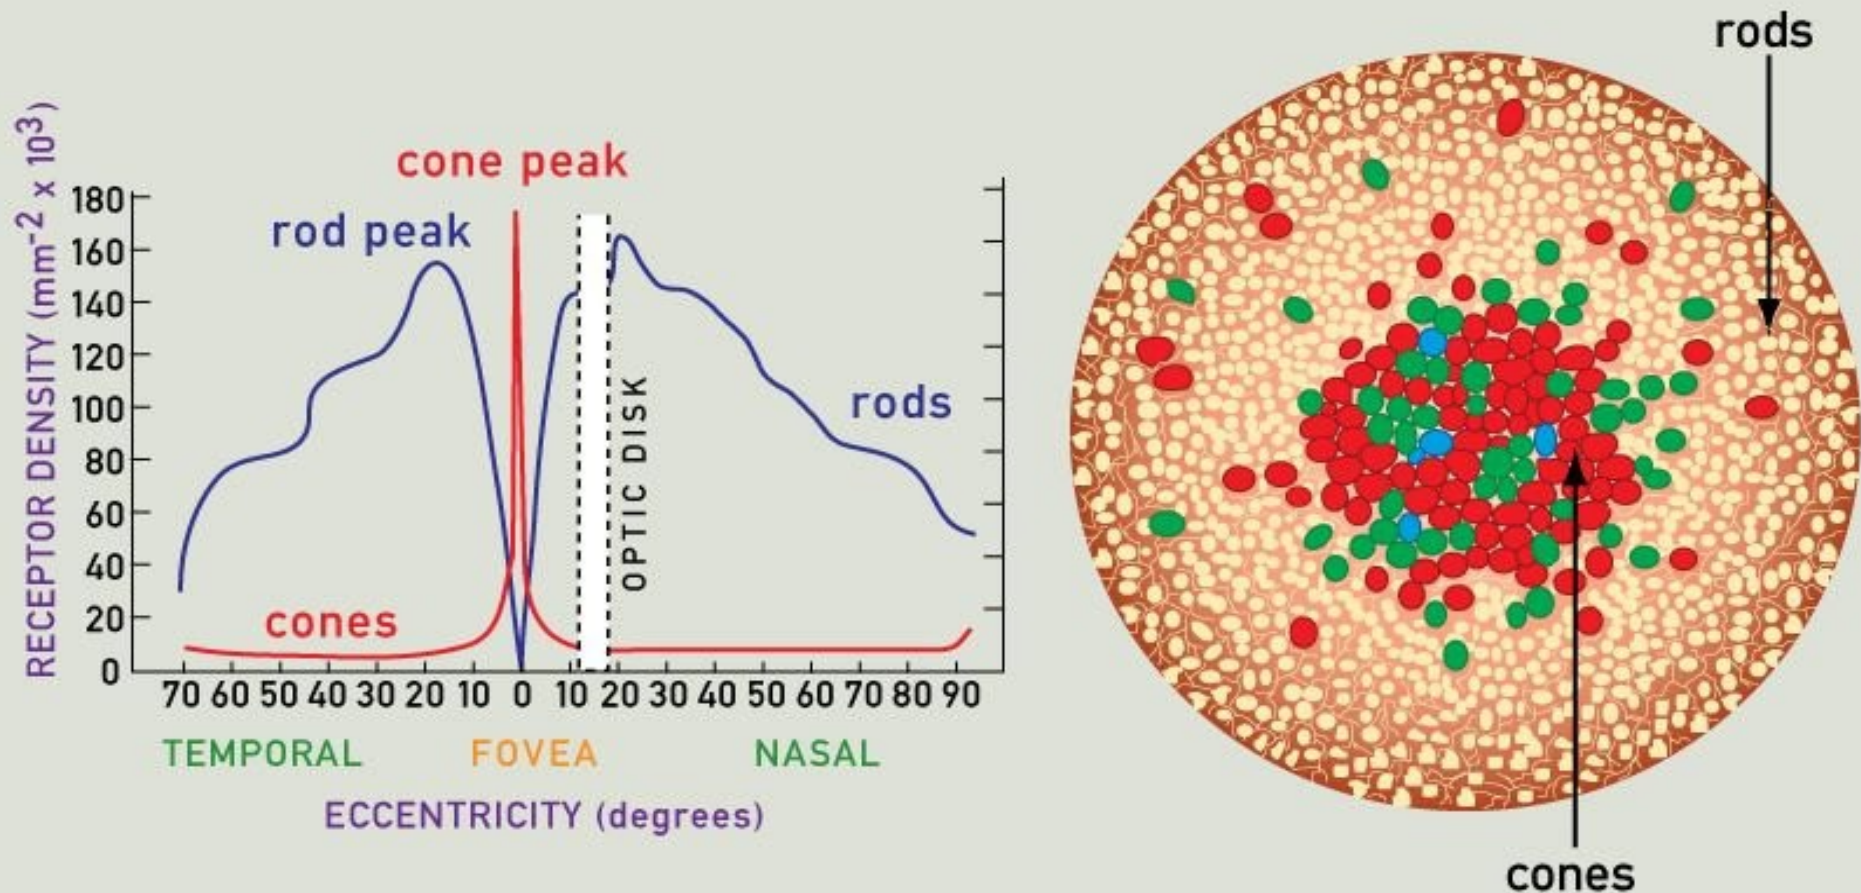 rods
cone peak
rod peak
RECEPTOR DENSITY (mm⁻² x 10³)
180
160
140
120
100
80
60
40
20
0
rods
OPTIC DISK
cones
70 60 50 40 30 20 10 0 10 20 30 40 50 60 70 80 90
TEMPORAL FOVEA NASAL
ECCENTRICITY (degrees)
cones